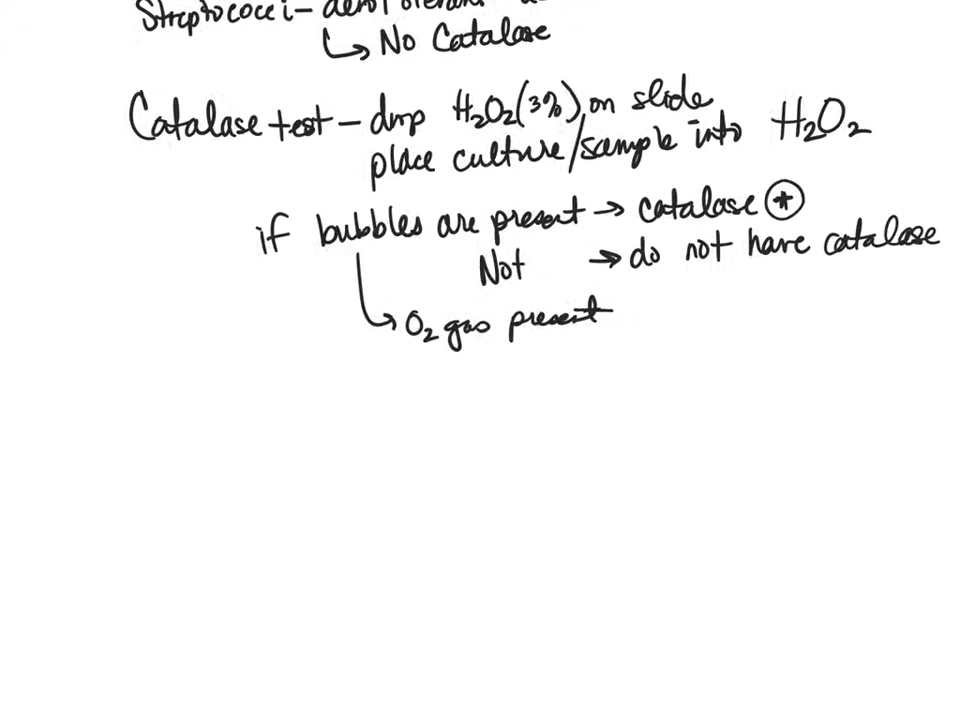 Streptococci - aerotolerant
↳ No Catalase
Catalase test - drop H₂O₂ (3%) on slide
place culture/sample into H₂O₂
if bubbles are present → catalase ⊕
Not → do not have catalase
↳ O₂ gas present